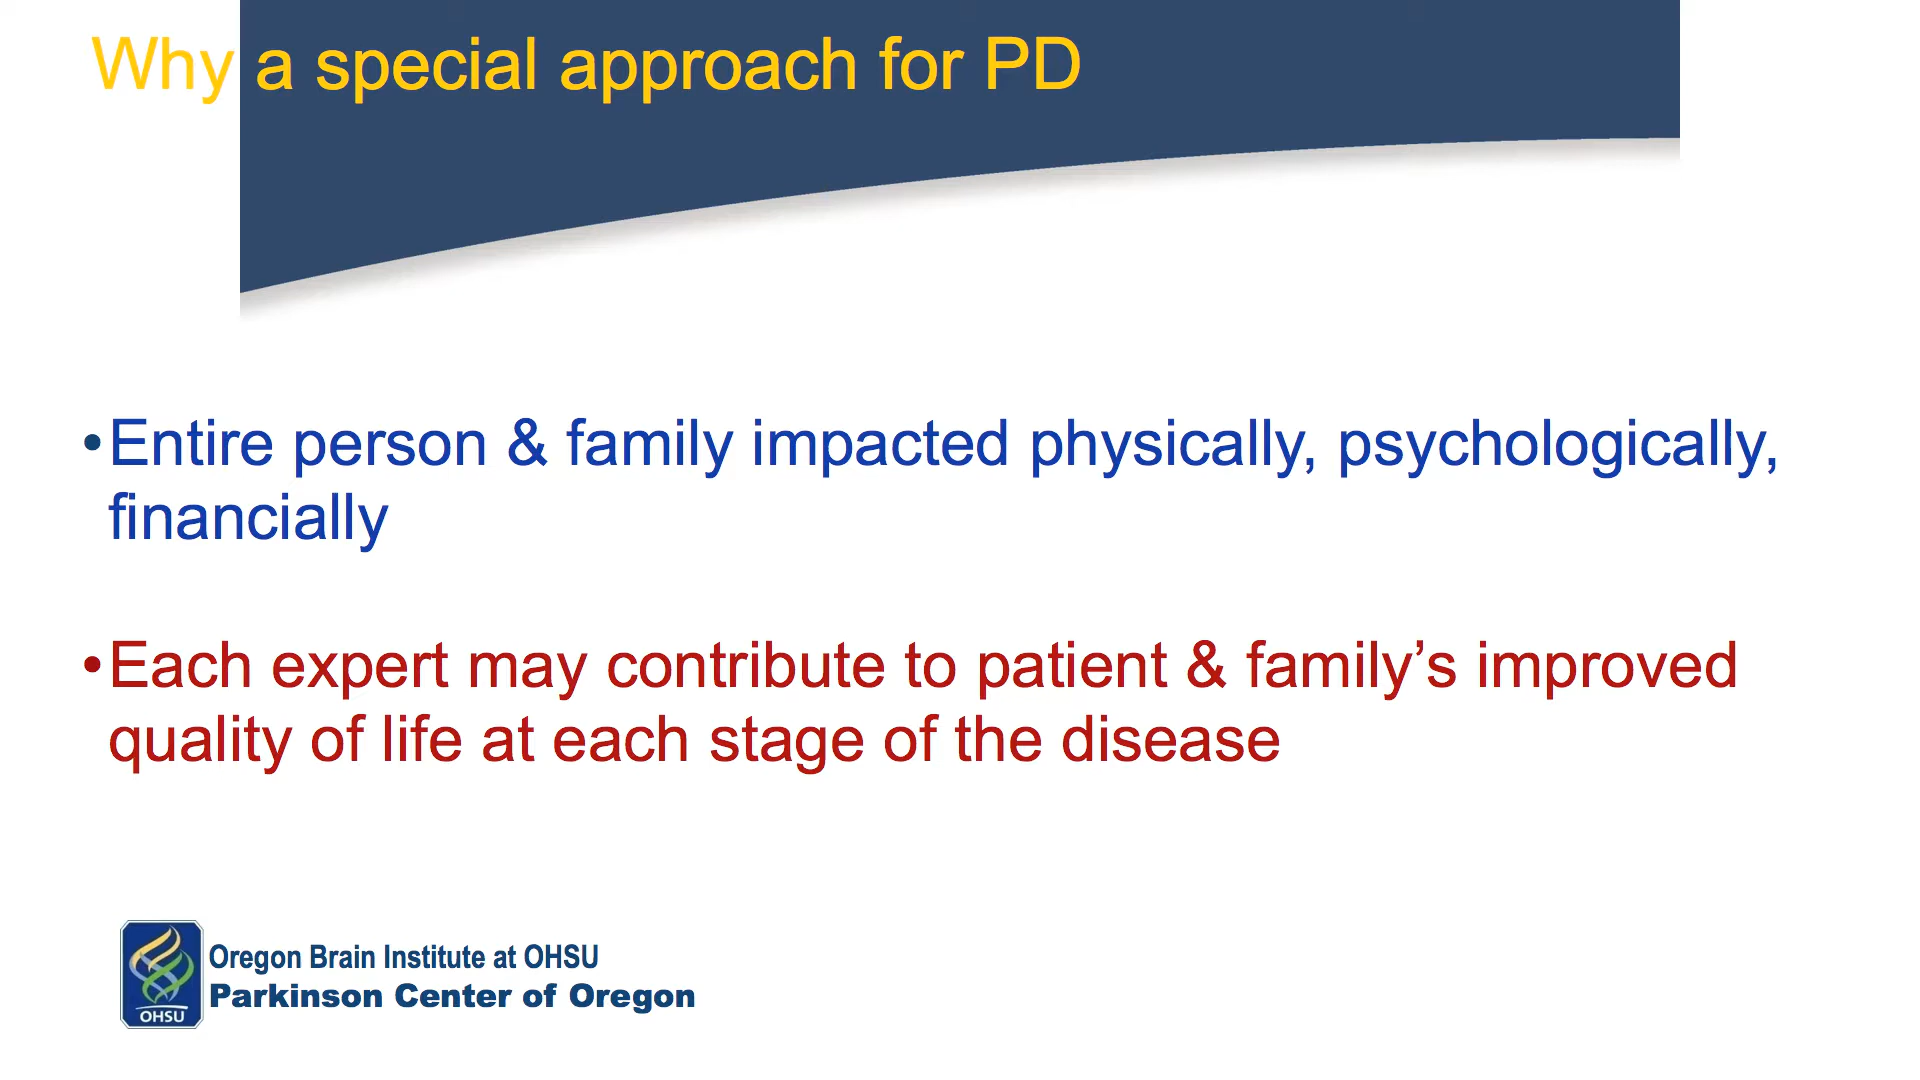 Why a special approach for PD
•Entire person & family impacted physically, psychologically,
financially
•Each expert may contribute to patient & family’s improved
quality of life at each stage of the disease
Oregon Brain Institute at OHSU
Parkinson Center of Oregon
OHSU